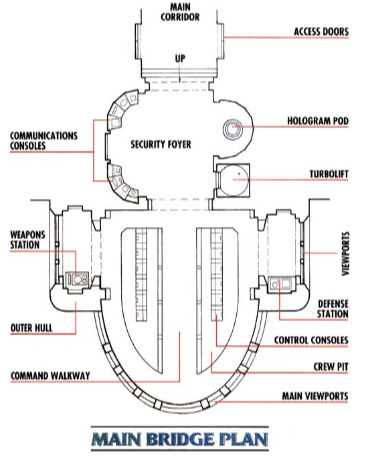 MAIN
CORRIDOR
ACCESS DOORS
UP
HOLOGRAM POD
COMMUNICATIONS
CONSOLES
SECURITY FOYER
TURBOLIFT
WEAPONS
STATION
VIEWPORTS
DEFENSE
STATION
OUTER HULL
CONTROL CONSOLES
CREW PIT
COMMAND WALKWAY
MAIN VIEWPORTS
MAIN BRIDGE PLAN